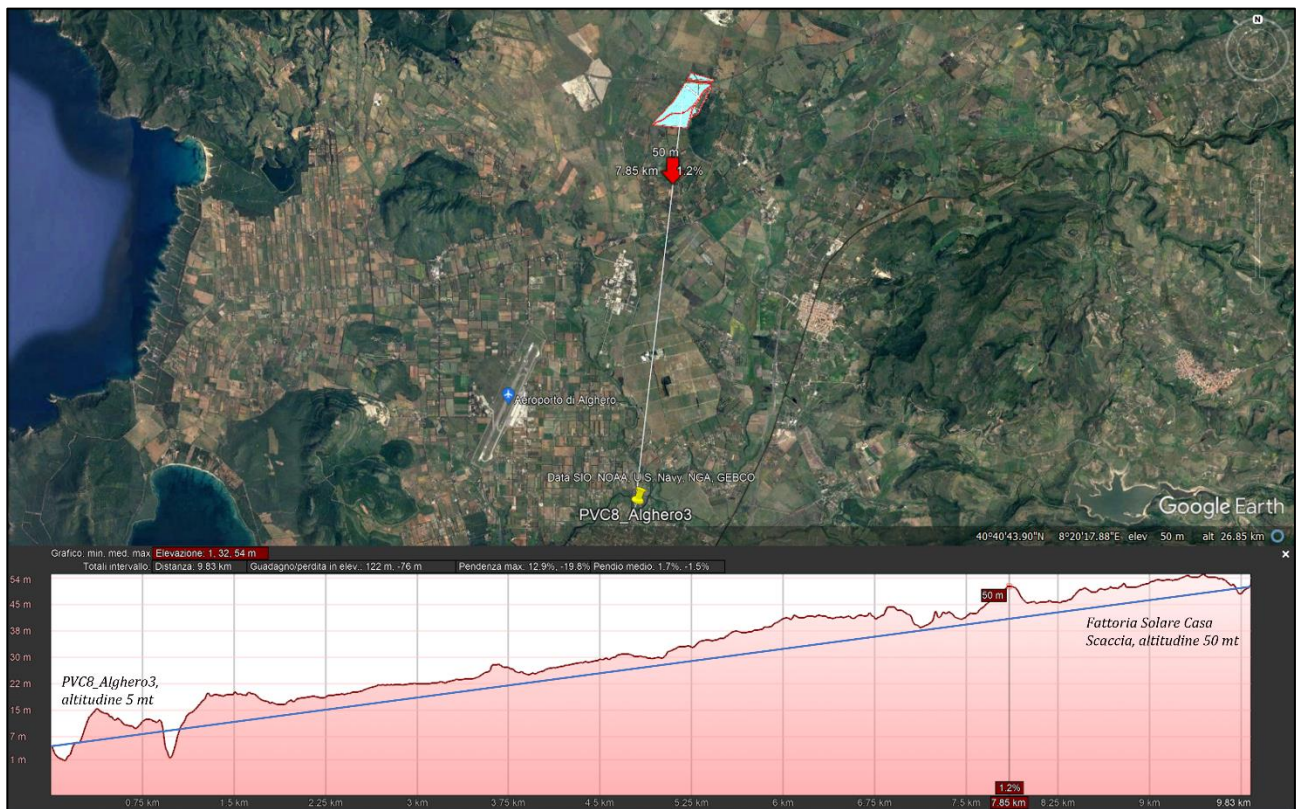 N
50 m
7.85 km 1.2%
Aeroporto di Alghero
Data SIO, NOAA, U.S. Navy, NGA, GEBCO
PVC8_Alghero3
Google Earth
40°40'43.90"N 8°20'17.88"E elev 50 m alt 26.85 km
Grafico: min. med. max Elevazione: 1, 32, 54 m
Totali intervallo: Distanza: 9.83 km Guadagno/perdita in elev.: 122 m, -76 m Pendenza max: 12.9%, -19.8% Pendio medio: 1.7%, -1.5%
54 m
45 m
38 m
30 m
22 m
15 m
7 m
1 m
50 m
Fattoria Solare Casa
Scaccia, altitudine 50 mt
PVC8_Alghero3,
altitudine 5 mt
1.2%
0.75 km 1.5 km 2.25 km 3 km 3.75 km 4.5 km 5.25 km 6 km 6.75 km 7.5 km 7.85 km 8.25 km 9 km 9.83 km